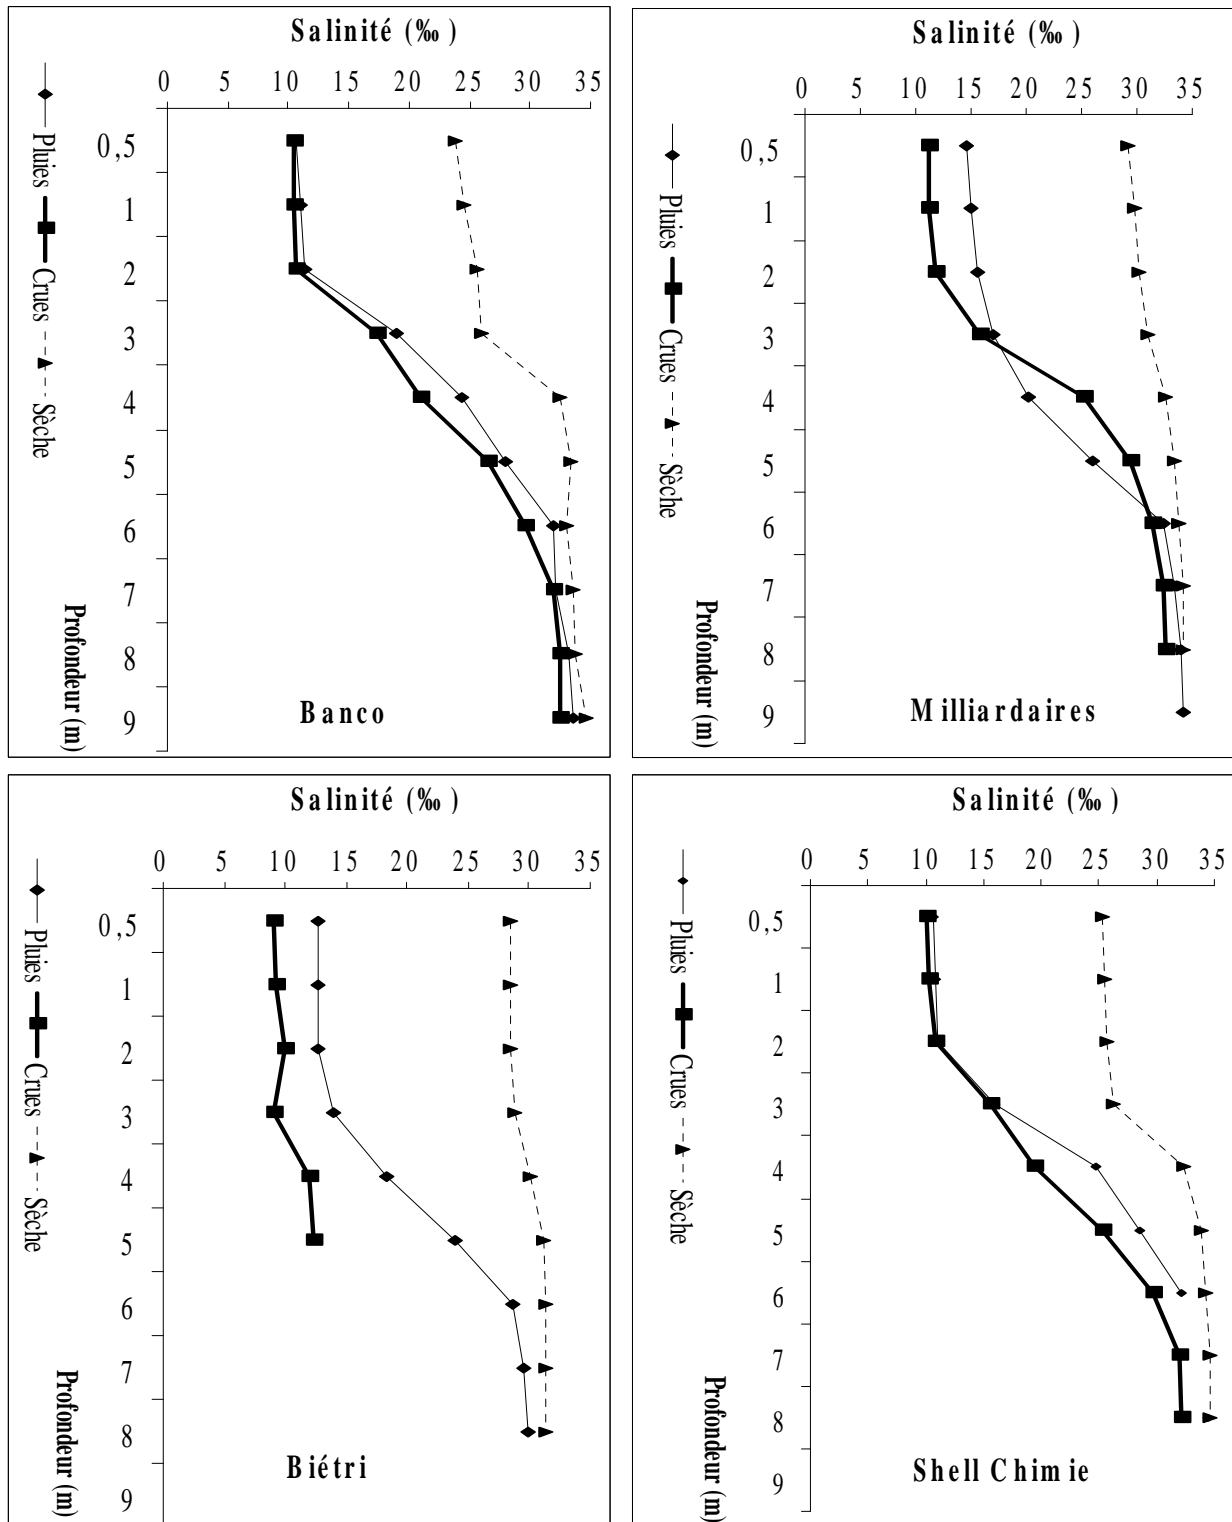 Salinité (‰)
0 5 10 15 20 25 30 35
0,5
1
2
3
4
5
6
7
8
9
Profondeur (m)
Pluies Crues Sèche
Banco
Salinité (‰)
0 5 10 15 20 25 30 35
0,5
1
2
3
4
5
6
7
8
9
Profondeur (m)
Pluies Crues Sèche
Milliardaires
Salinité (‰)
0 5 10 15 20 25 30 35
0,5
1
2
3
4
5
6
7
8
9
Profondeur (m)
Pluies Crues Sèche
Biétri
Salinité (‰)
0 5 10 15 20 25 30 35
0,5
1
2
3
4
5
6
7
8
9
Profondeur (m)
Pluies Crues Sèche
Shell Chimie